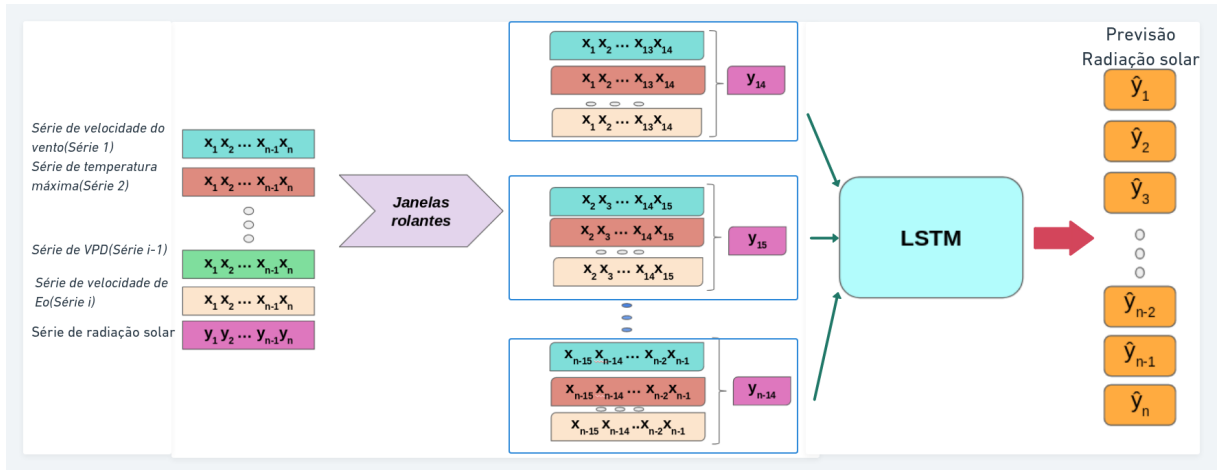 Série de velocidade do
vento(Série 1)
Série de temperatura
máxima(Série 2)
Série de VPD(Série i-1)
Série de velocidade de
Eo(Série i)
Série de radiação solar
x1 x2 ... xn-1 xn
x1 x2 ... xn-1 xn
x1 x2 ... xn-1 xn
x1 x2 ... xn-1 xn
y1 y2 ... yn-1 yn
Janelas
rolantes
x1 x2 ... x13 x14
x1 x2 ... x13 x14
x1 x2 ... x13 x14
y14
x2 x3 ... x14 x15
x2 x3 ... x14 x15
x2 x3 ... x14 x15
y15
xn-15 xn-14 ... xn-2 xn-1
xn-15 xn-14 ... xn-2 xn-1
xn-15 xn-14 ..xn-2 xn-1
yn-14
LSTM
Previsão
Radiação solar
ŷ1
ŷ2
ŷ3
ŷn-2
ŷn-1
ŷn